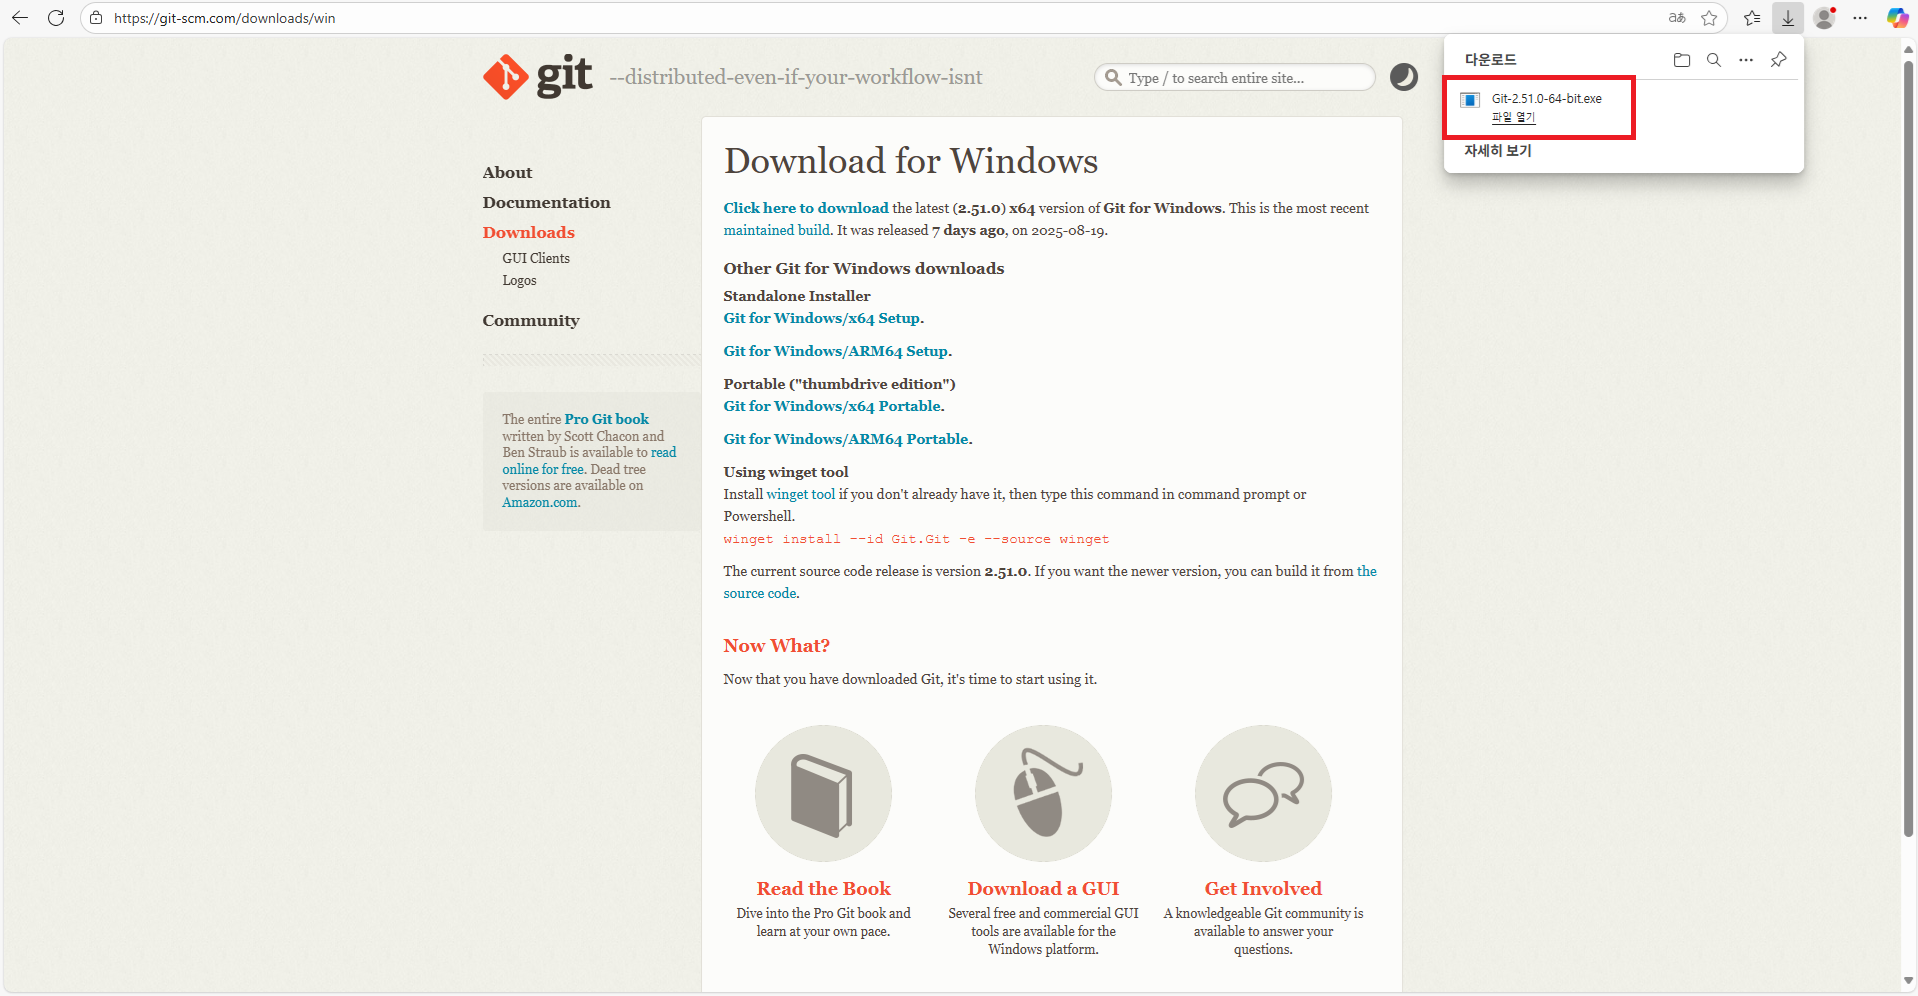 https://git-scm.com/downloads/win
aあ
git --distributed-even-if-your-workflow-isnt
Type / to search entire site...
다운로드
Git-2.51.0-64-bit.exe
파일 열기
자세히 보기
About
Documentation
Downloads
GUI Clients
Logos
Community
The entire Pro Git book
written by Scott Chacon and
Ben Straub is available to read
online for free. Dead tree
versions are available on
Amazon.com.
Download for Windows
Click here to download the latest (2.51.0) x64 version of Git for Windows. This is the most recent
maintained build. It was released 7 days ago, on 2025-08-19.
Other Git for Windows downloads
Standalone Installer
Git for Windows/x64 Setup.
Git for Windows/ARM64 Setup.
Portable ("thumbdrive edition")
Git for Windows/x64 Portable.
Git for Windows/ARM64 Portable.
Using winget tool
Install winget tool if you don't already have it, then type this command in command prompt or
Powershell.
winget install --id Git.Git -e --source winget
The current source code release is version 2.51.0. If you want the newer version, you can build it from the
source code.
Now What?
Now that you have downloaded Git, it's time to start using it.
Read the Book
Dive into the Pro Git book and
learn at your own pace.
Download a GUI
Several free and commercial GUI
tools are available for the
Windows platform.
Get Involved
A knowledgeable Git community is
available to answer your
questions.